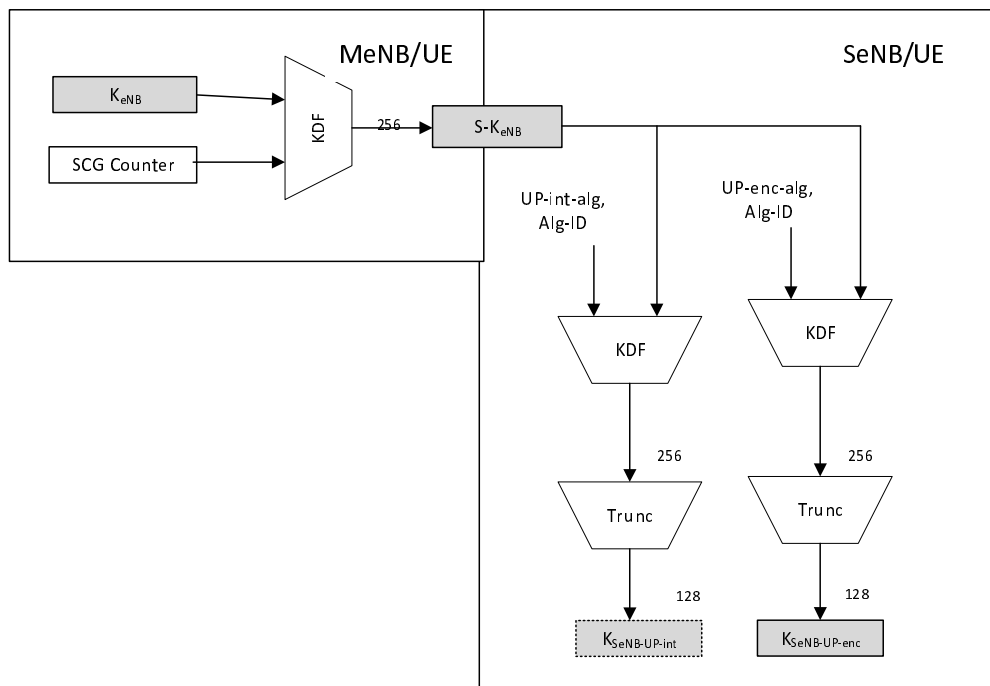 MeNB/UE
SeNB/UE
KeNB
KDF
256
S-KeNB
SCG Counter
UP-int-alg,
Alg-ID
UP-enc-alg,
Alg-ID
KDF
KDF
256
256
Trunc
Trunc
128
128
KSeNB-UP-int
KSeNB-UP-enc